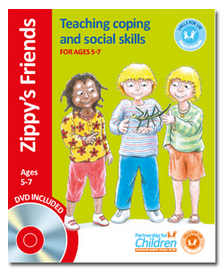 Zippy's Friends
Teaching coping
and social skills
FOR AGES 5-7
Ages
5-7
DVD INCLUDED
Partnership for
Children